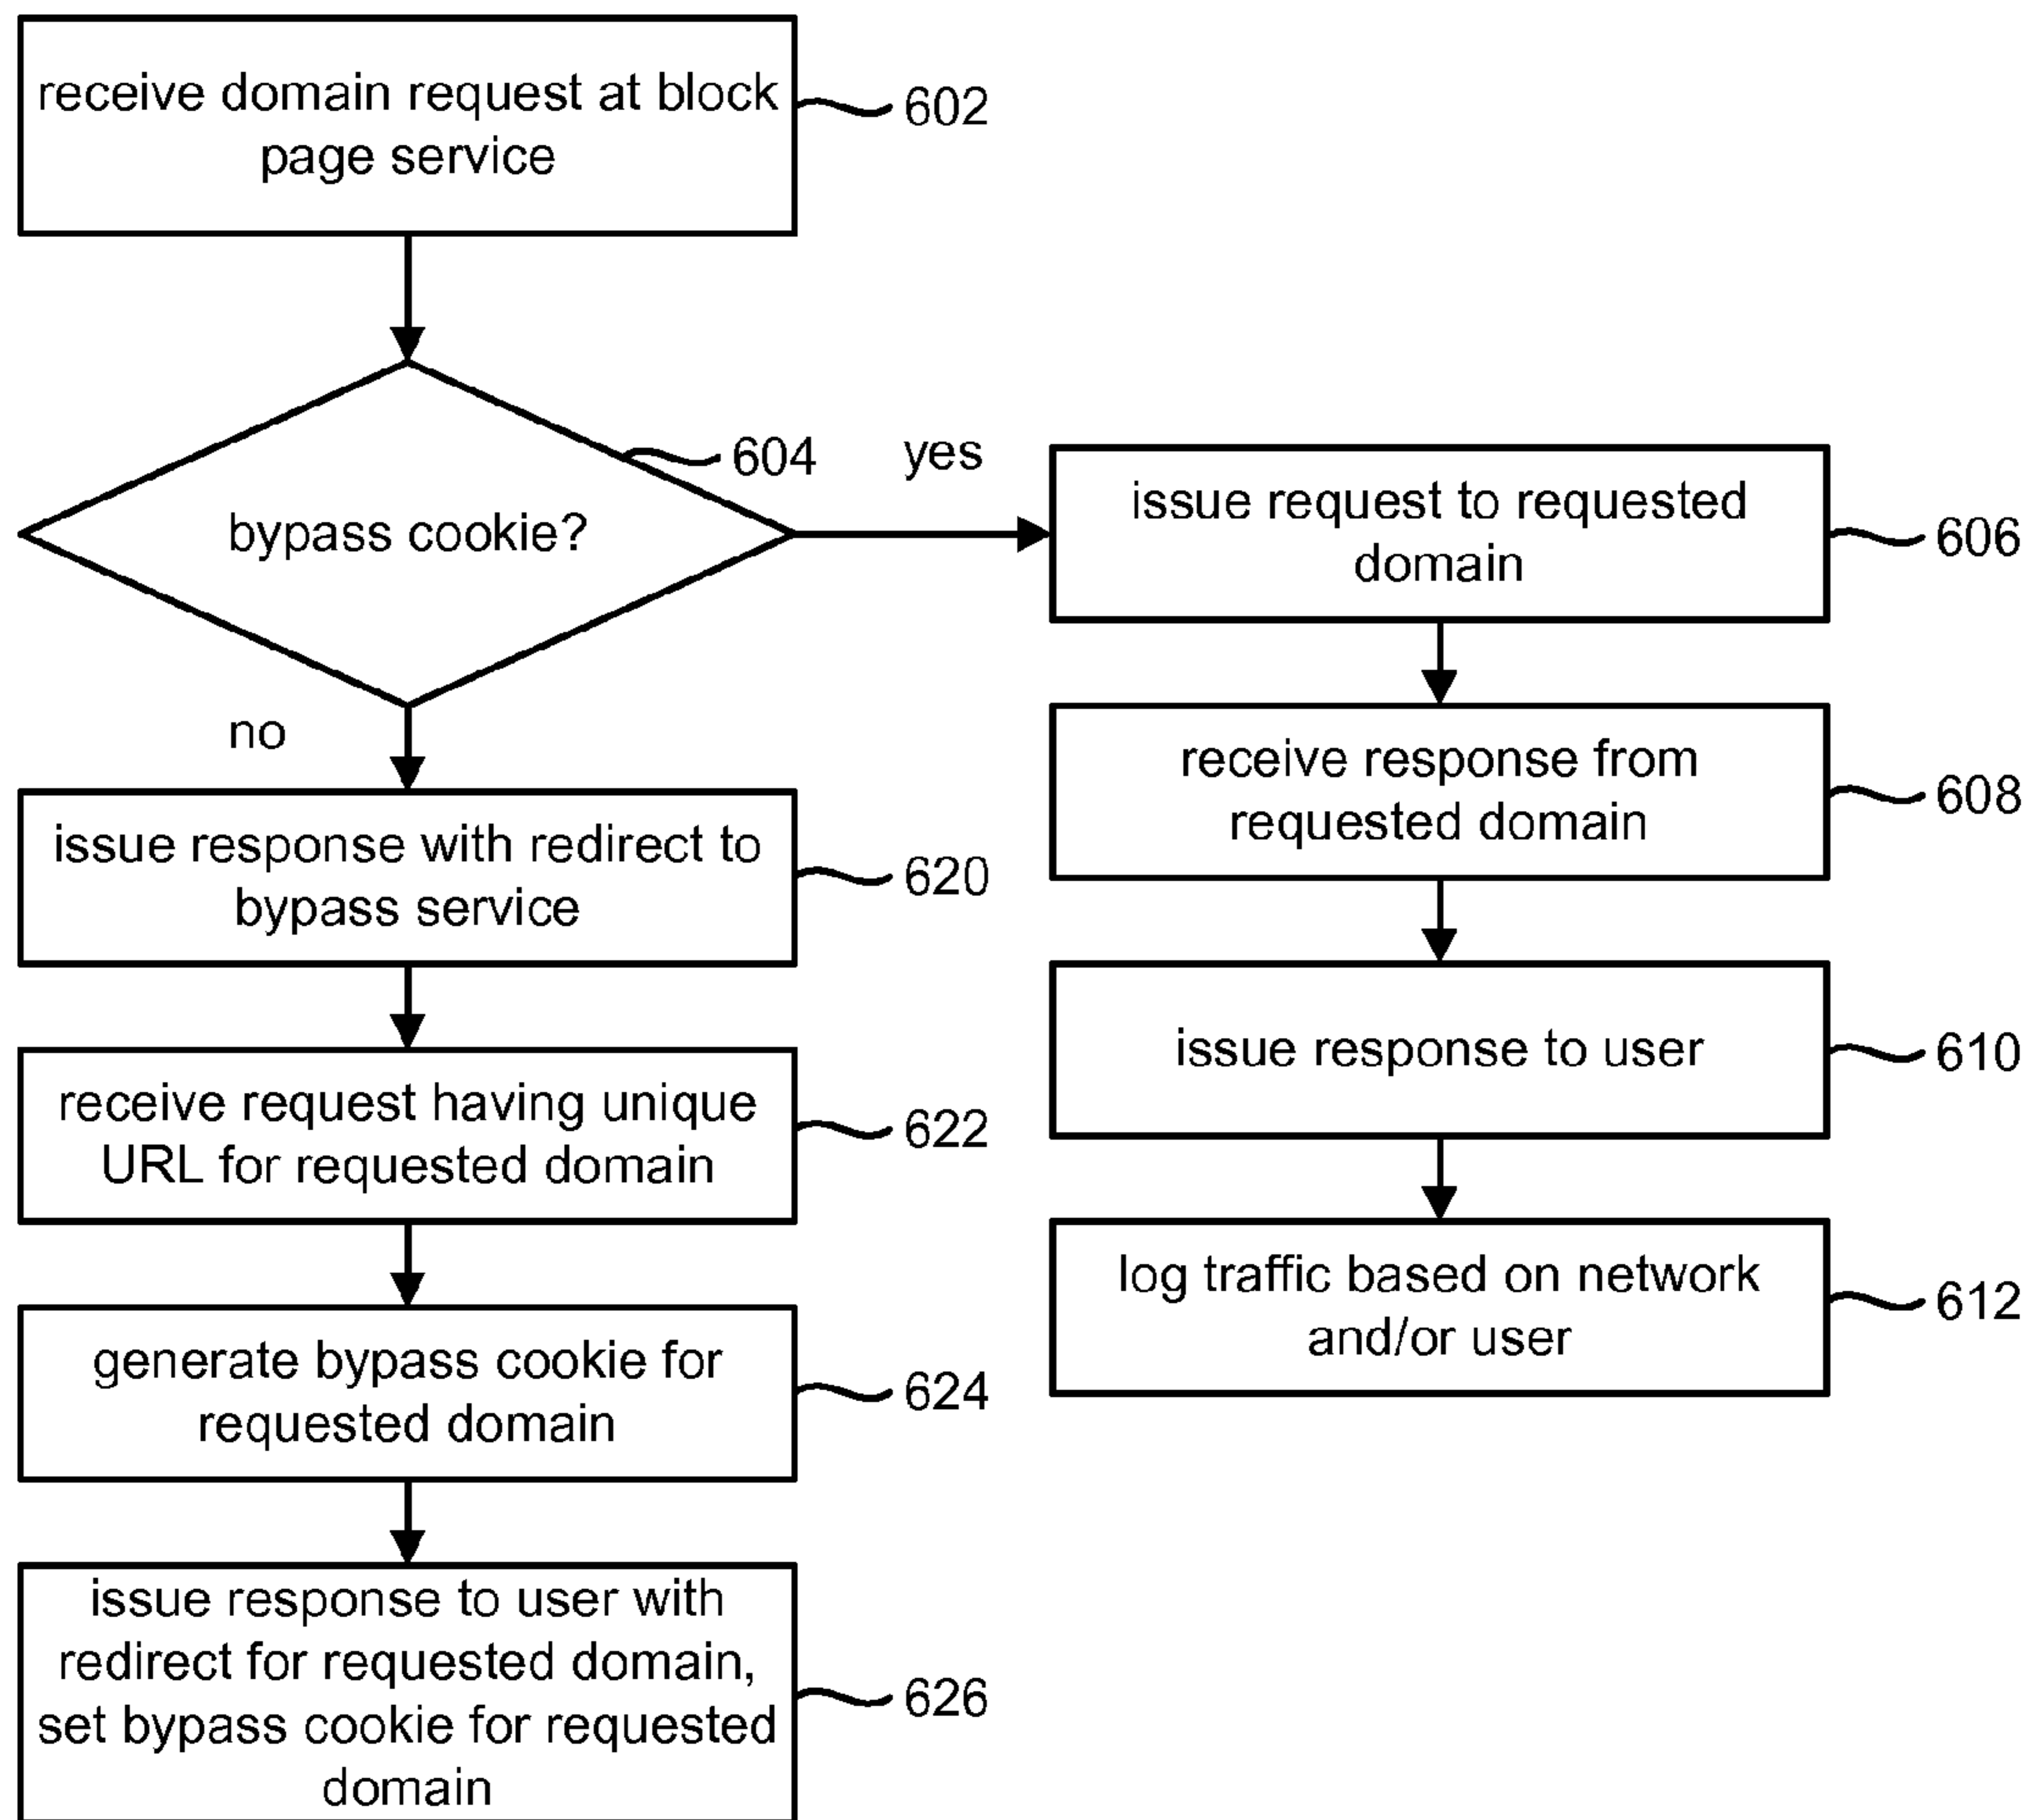 receive domain request at block
page service
602
bypass cookie?
604
yes
no
issue request to requested
domain
606
receive response from
requested domain
608
issue response to user
610
log traffic based on network
and/or user
612
issue response with redirect to
bypass service
620
receive request having unique
URL for requested domain
622
generate bypass cookie for
requested domain
624
issue response to user with
redirect for requested domain,
set bypass cookie for requested
domain
626